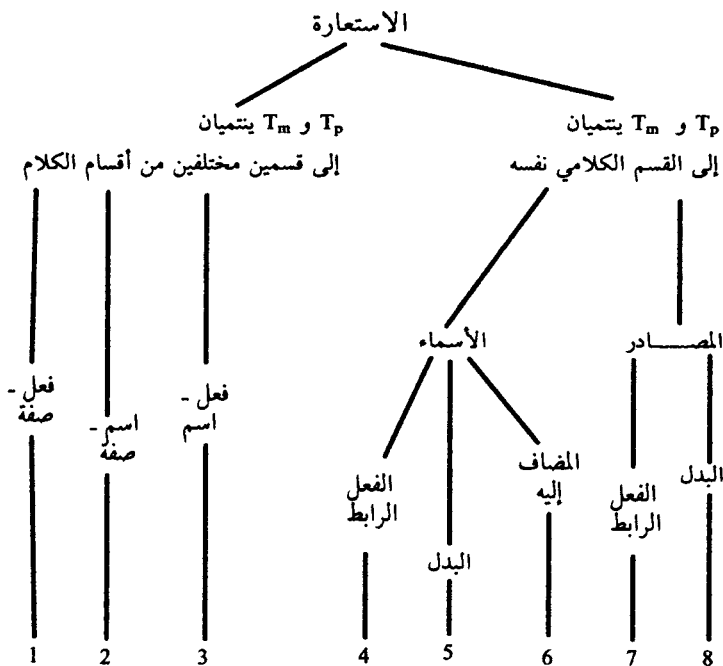 الاستعارة
Tp و Tm ينتميان
إلى القسم الكلامي نفسه
Tp و Tm ينتميان
إلى قسمين مختلفين من أقسام الكلام
المصــــادر
الأسماء
فعل -
صفة
اسم -
صفة
فعل -
اسم
البدل
الفعل
الرابط
المضاف
إليه
البدل
الفعل
الرابط
1 2 3 4 5 6 7 8